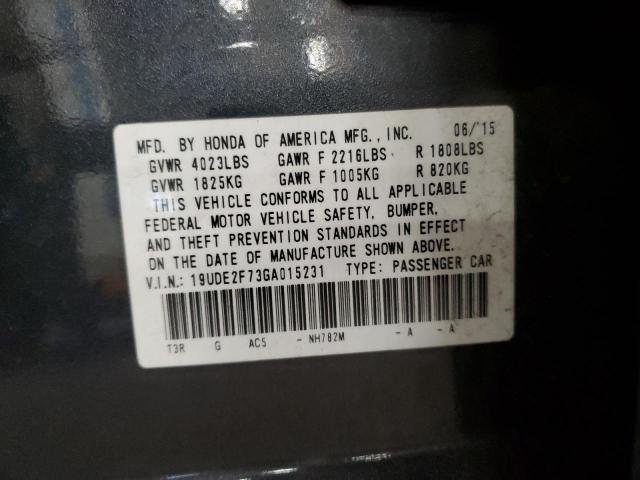 MFD. BY HONDA OF AMERICA MFG., INC. 06/'15
GVWR 4023LBS GAWR F 2216LBS R 1808LBS
GVWR 1825KG GAWR F 1005KG R 820KG
THIS VEHICLE CONFORMS TO ALL APPLICABLE
FEDERAL MOTOR VEHICLE SAFETY, BUMPER,
AND THEFT PREVENTION STANDARDS IN EFFECT
ON THE DATE OF MANUFACTURE SHOWN ABOVE.
V.I.N.: 19UDE2F73GA015231 TYPE: PASSENGER CAR
T3R G AC5 - NH782M - A - A